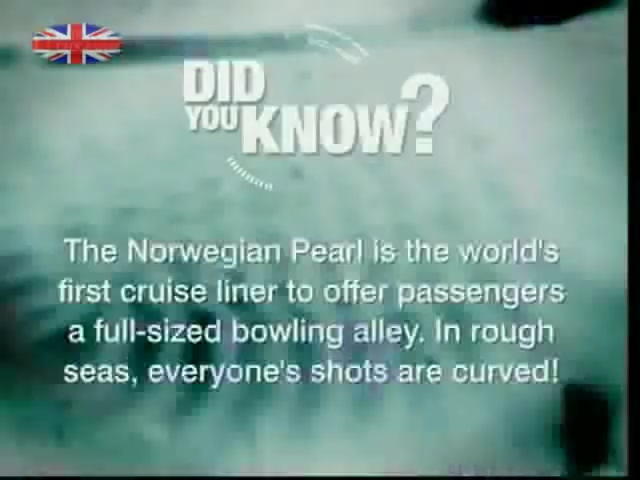 DID
YOU KNOW?
The Norwegian Pearl is the world's
first cruise liner to offer passengers
a full-sized bowling alley. In rough
seas, everyone's shots are curved!